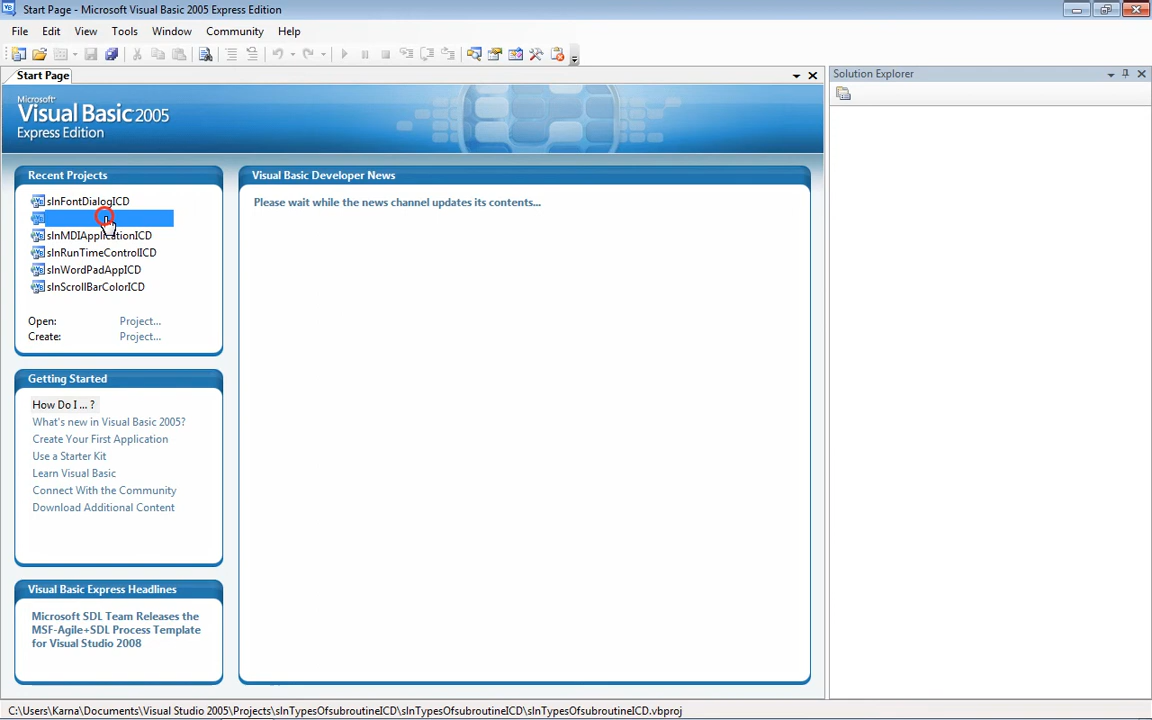 Start Page - Microsoft Visual Basic 2005 Express Edition
File Edit View Tools Window Community Help
Start Page
Solution Explorer
Microsoft
Visual Basic 2005
Express Edition
Recent Projects
slnFontDialogICD
slnMDIApplicationICD
slnRunTimeControlICD
slnWordPadAppICD
slnScrollBarColorICD
Open: Project...
Create: Project...
Getting Started
How Do I ... ?
What's new in Visual Basic 2005?
Create Your First Application
Use a Starter Kit
Learn Visual Basic
Connect With the Community
Download Additional Content
Visual Basic Express Headlines
Microsoft SDL Team Releases the
MSF-Agile+SDL Process Template
for Visual Studio 2008
Visual Basic Developer News
Please wait while the news channel updates its contents...
C:\Users\Karna\Documents\Visual Studio 2005\Projects\slnTypesOfsubroutineICD\slnTypesOfsubroutineICD\slnTypesOfsubroutineICD.vbproj